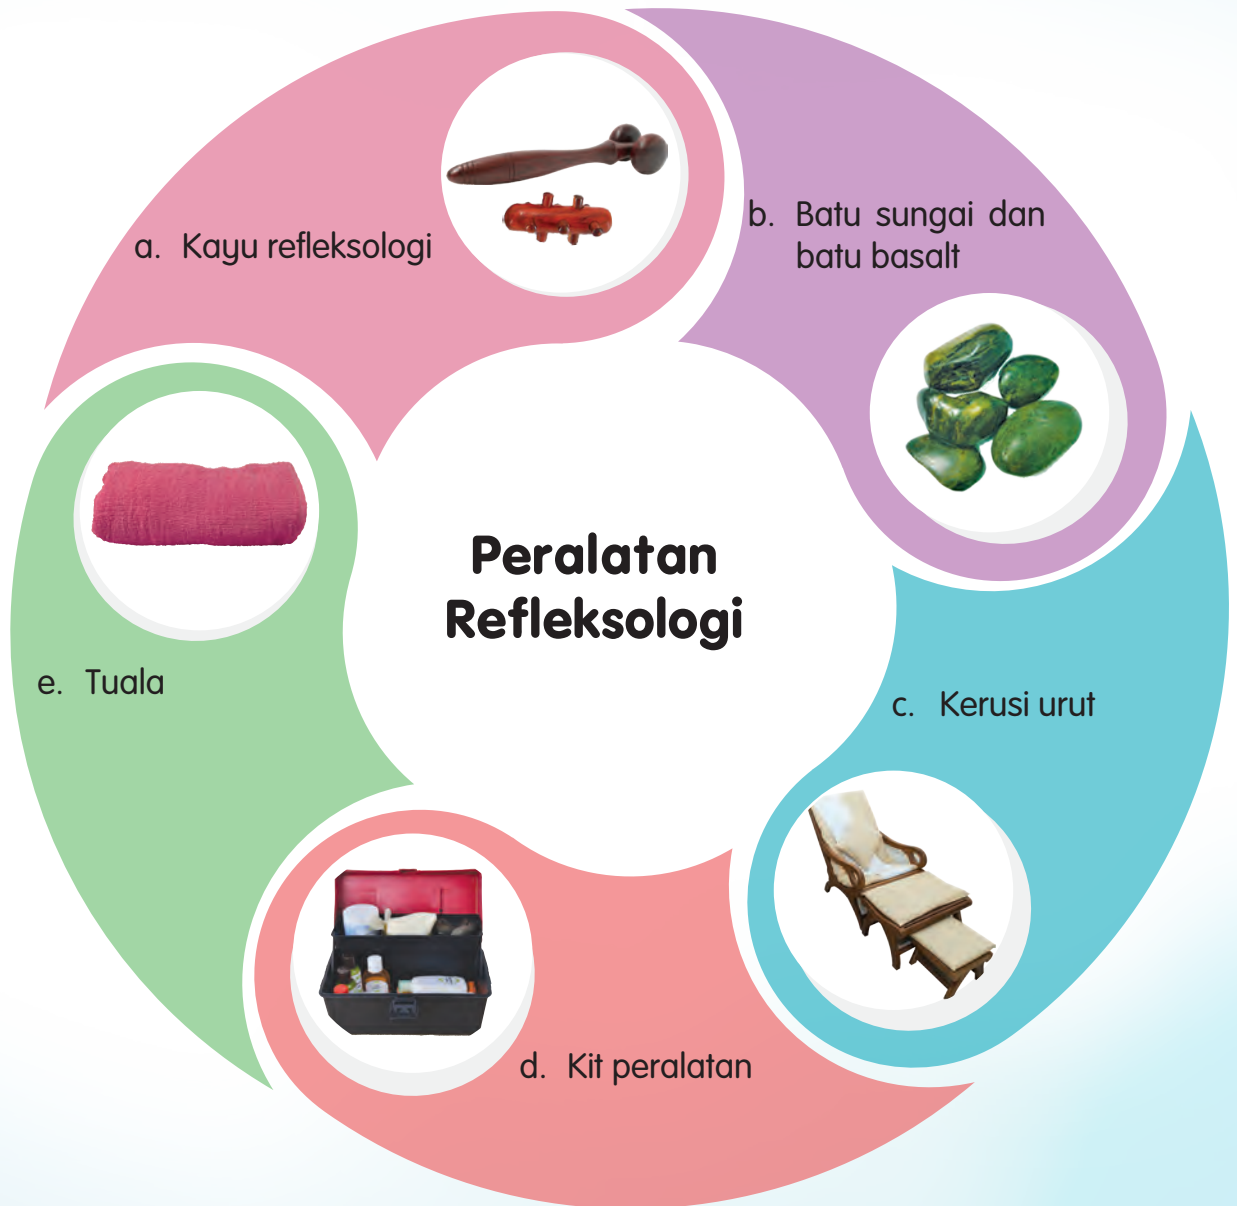 Peralatan
Refleksologi
a. Kayu refleksologi
b. Batu sungai dan
batu basalt
c. Kerusi urut
d. Kit peralatan
e. Tuala